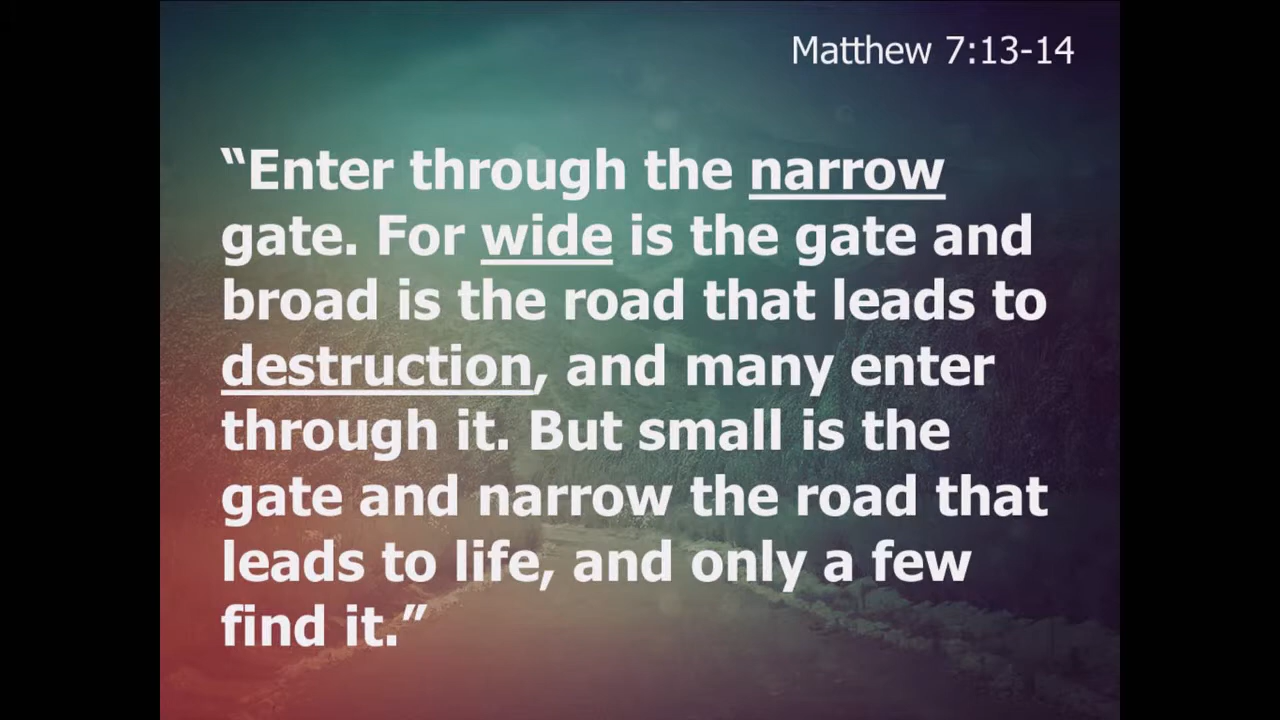 Matthew 7:13-14
“Enter through the narrow
gate. For wide is the gate and
broad is the road that leads to
destruction, and many enter
through it. But small is the
gate and narrow the road that
leads to life, and only a few
find it.”